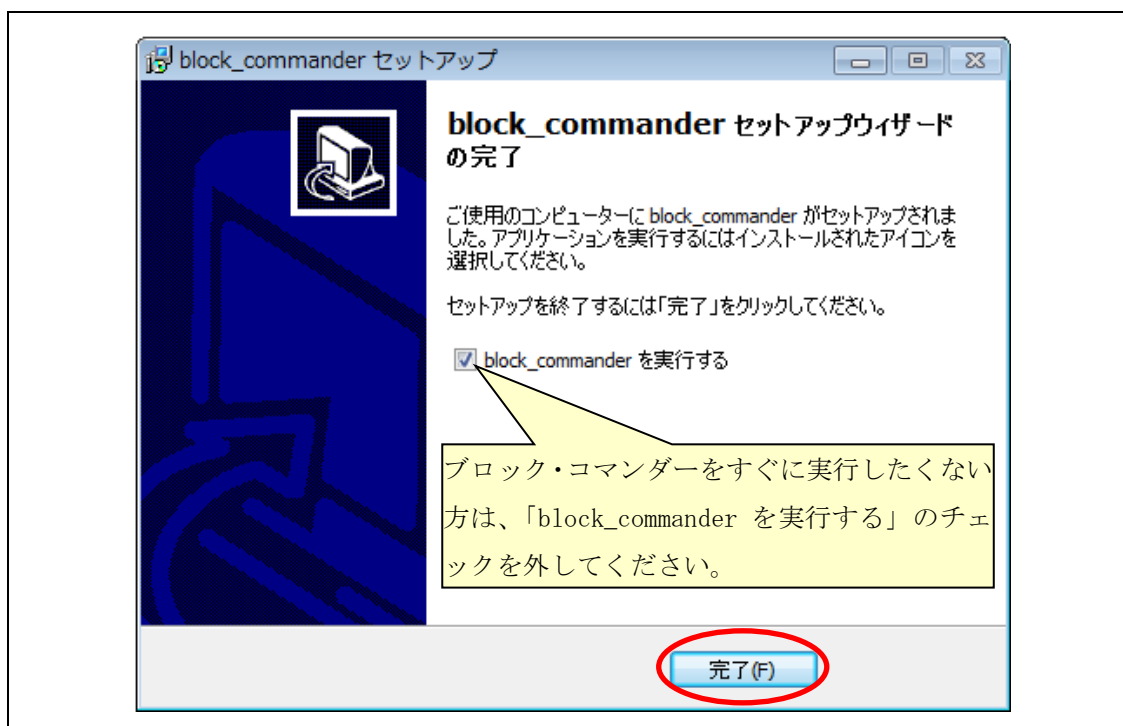 block_commander セットアップ
block_commander セットアップウィザード
の完了
ご使用のコンピューターに block_commander がセットアップされま
した。アプリケーションを実行するにはインストールされたアイコンを
選択してください。
セットアップを終了するには「完了」をクリックしてください。
block_commander を実行する
ブロック・コマンダーをすぐに実行したくない
方は、「block_commander を実行する」のチェ
ックを外してください。
完了(F)